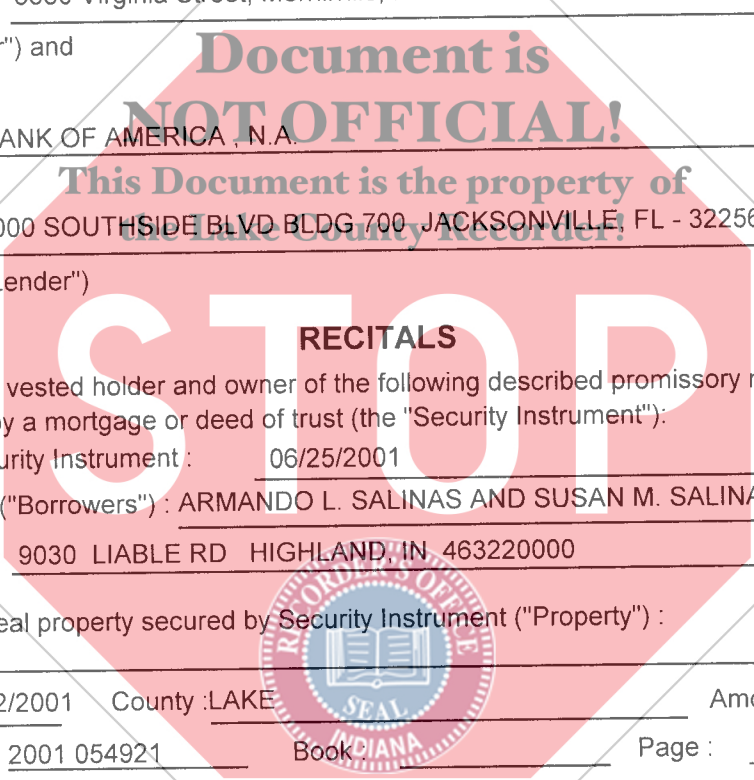 r") and
Document is
NOT OFFICIAL!
ANK OF AMERICA , N.A.
This Document is the property of
000 SOUTHSIDE BLVD BLDG 700 JACKSONVILLE, FL - 32256
the Lake County Recorder!
ender")
STOP
RECITALS
vested holder and owner of the following described promissory
by a mortgage or deed of trust (the "Security Instrument"):
urity Instrument : 06/25/2001
("Borrowers") : ARMANDO L. SALINAS AND SUSAN M. SALINA
9030 LIABLE RD HIGHLAND, IN 463220000
eal property secured by Security Instrument ("Property") :
RECORDER'S OFFICE
2/2001 County :LAKE Amo
SEAL
INDIANA
2001 054921 Book : Page :